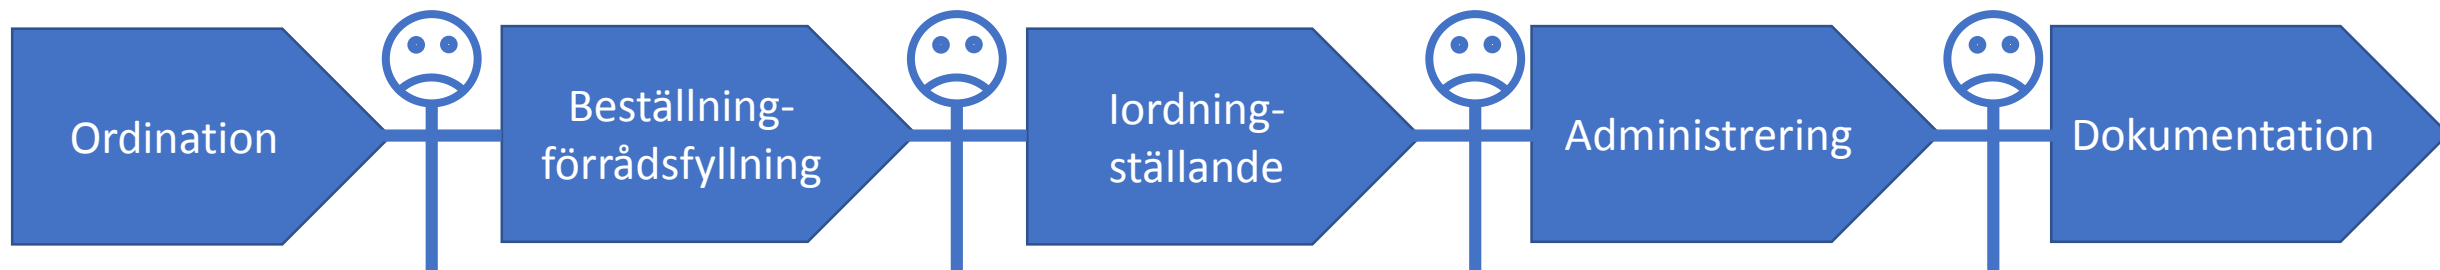 Ordination
Beställning-
förrådsfyllning
Iordning-
ställande
Administrering
Dokumentation